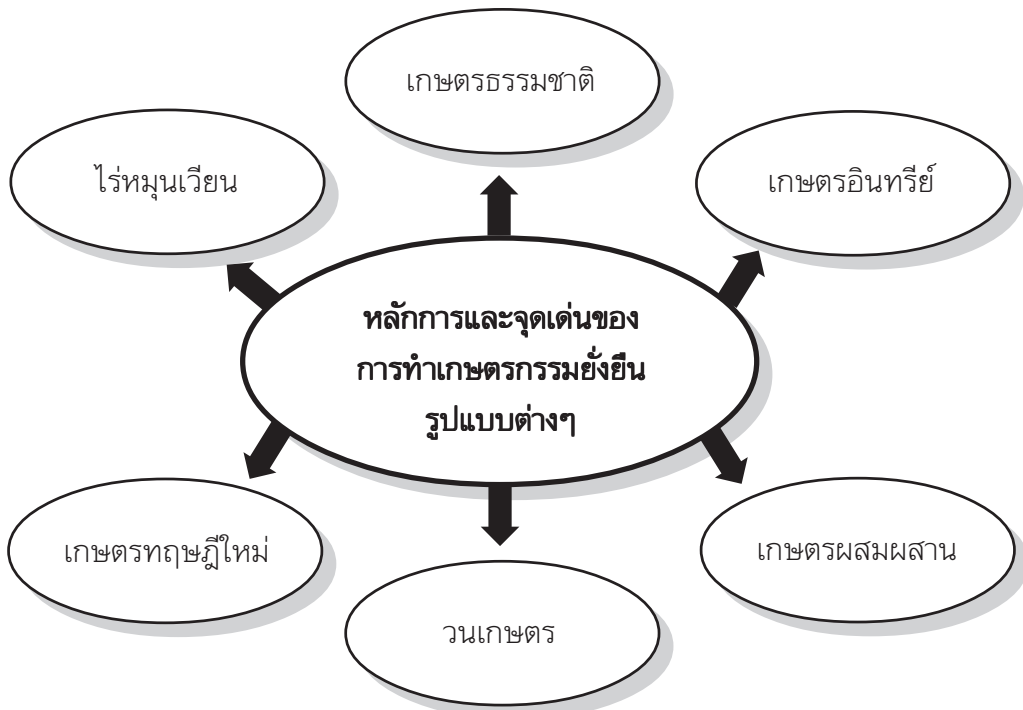 เกษตรธรรมชาติ
ไร่หมุนเวียน
เกษตรอินทรีย์
หลักการและจุดเด่นของ
การทำเกษตรกรรมยั่งยืน
รูปแบบต่างๆ
เกษตรทฤษฎีใหม่
เกษตรผสมผสาน
วนเกษตร